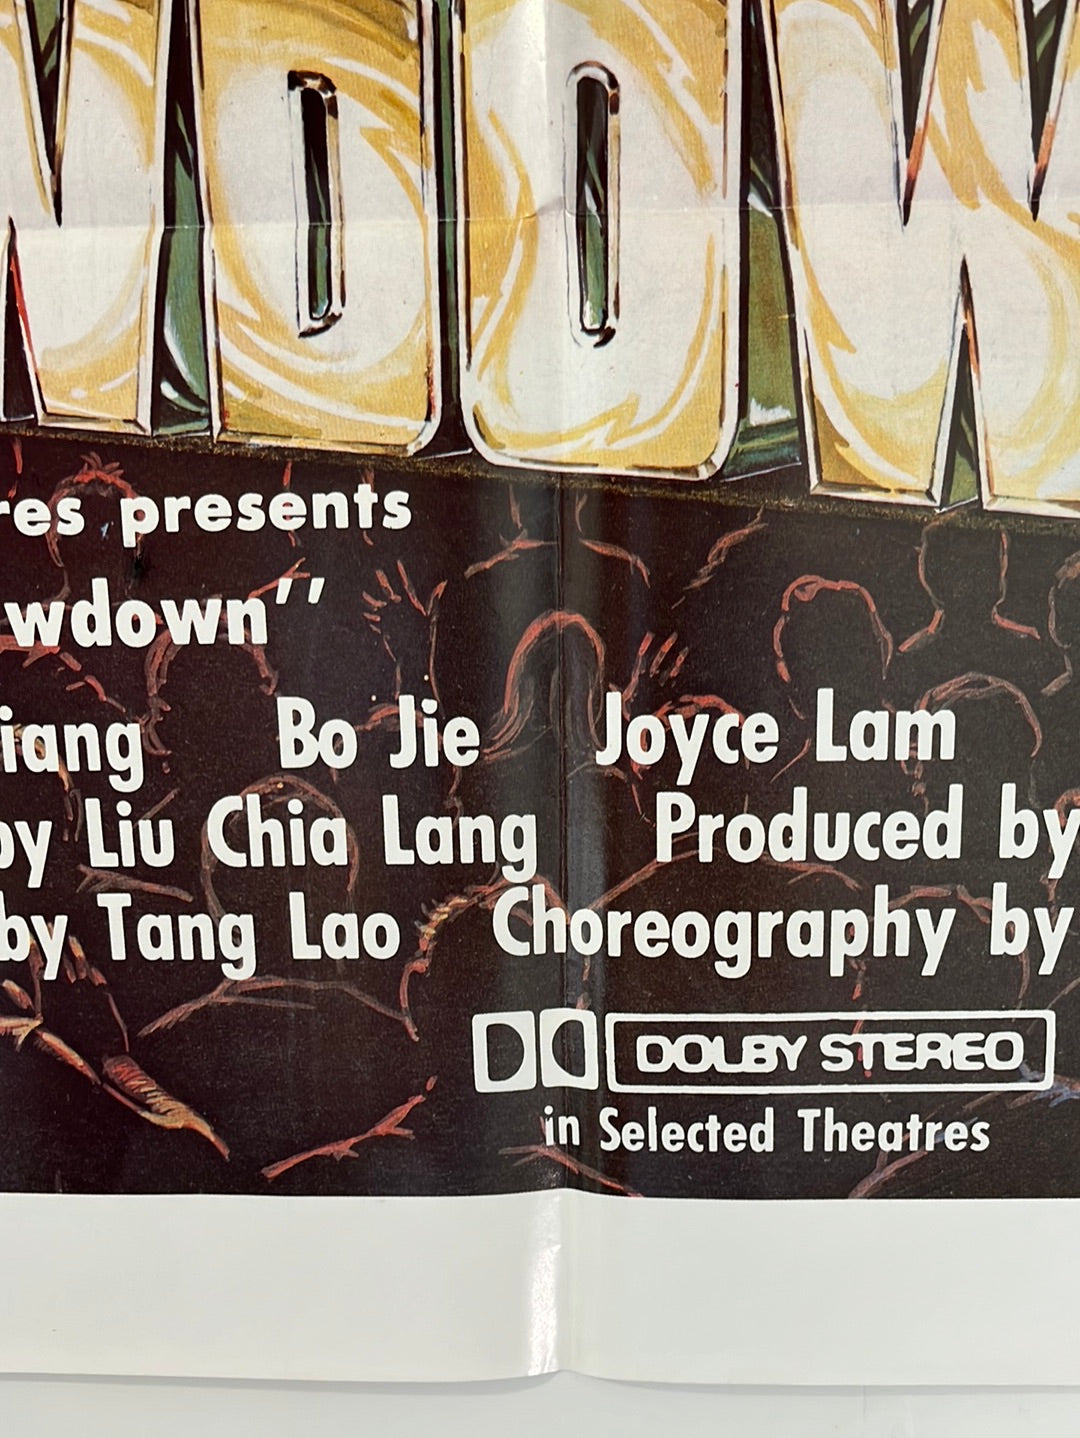 WDOW
res presents
wdown"
iang Bo Jie Joyce Lam
by Liu Chia Lang Produced by
by Tang Lao Choreography by
DOLBY STEREO
in Selected Theatres